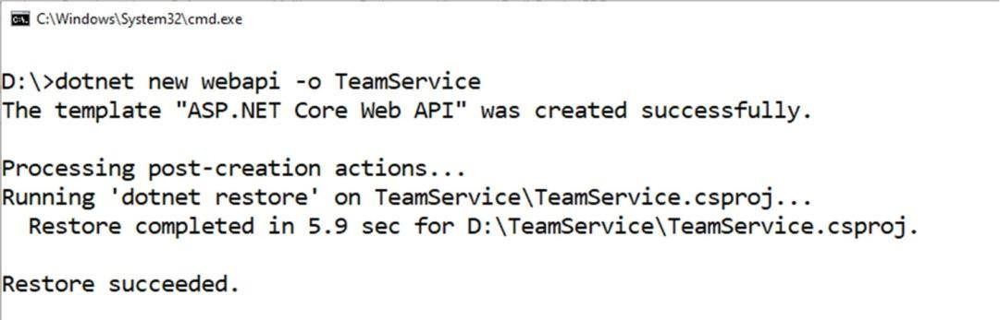 C:\Windows\System32\cmd.exe
D:\>dotnet new webapi -o TeamService
The template "ASP.NET Core Web API" was created successfully.
Processing post-creation actions...
Running 'dotnet restore' on TeamService\TeamService.csproj...
Restore completed in 5.9 sec for D:\TeamService\TeamService.csproj.
Restore succeeded.